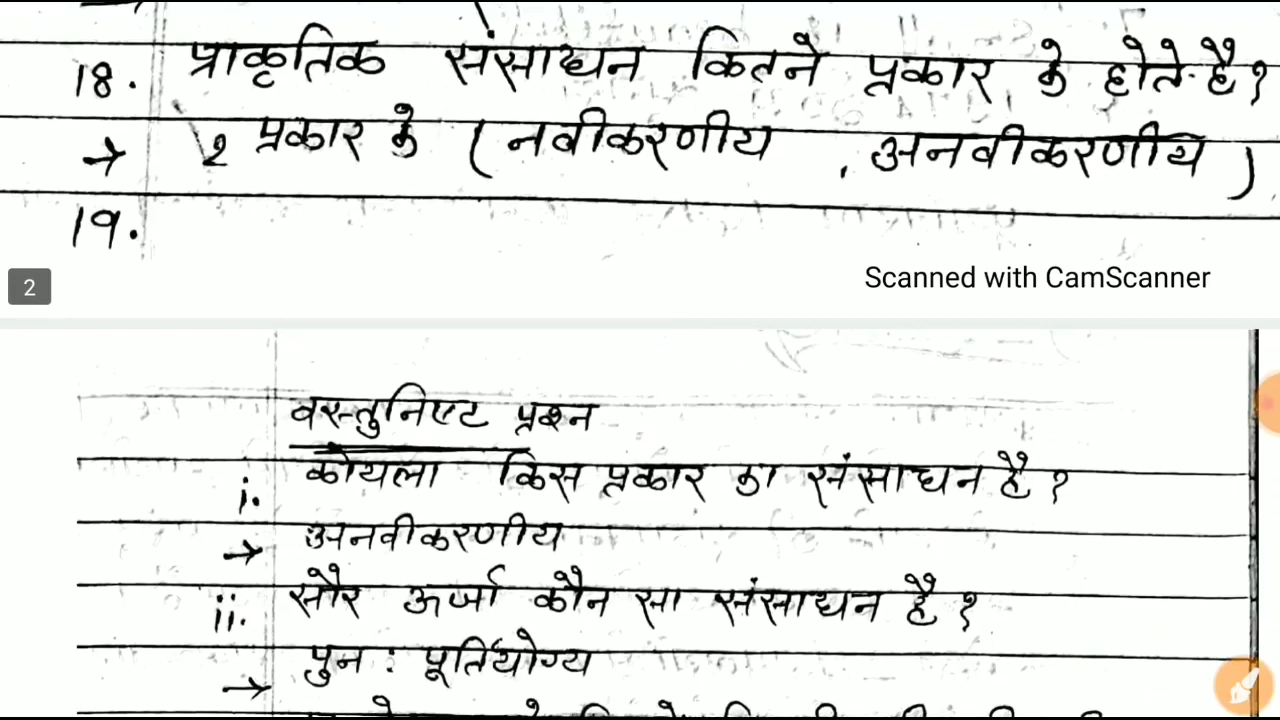 18. प्राकृतिक संसाधन कितने प्रकार के होते है?
→ 2 प्रकार के (नवीकरणीय , अनवीकरणीय)
19.
2
Scanned with CamScanner
वस्तुनिष्ट प्रश्न
i. कोयला किस प्रकार का संसाधन है?
→ अनवीकरणीय
ii. सौर ऊर्जा कौन सा संसाधन है?
→ पुन : पूर्तियोग्य